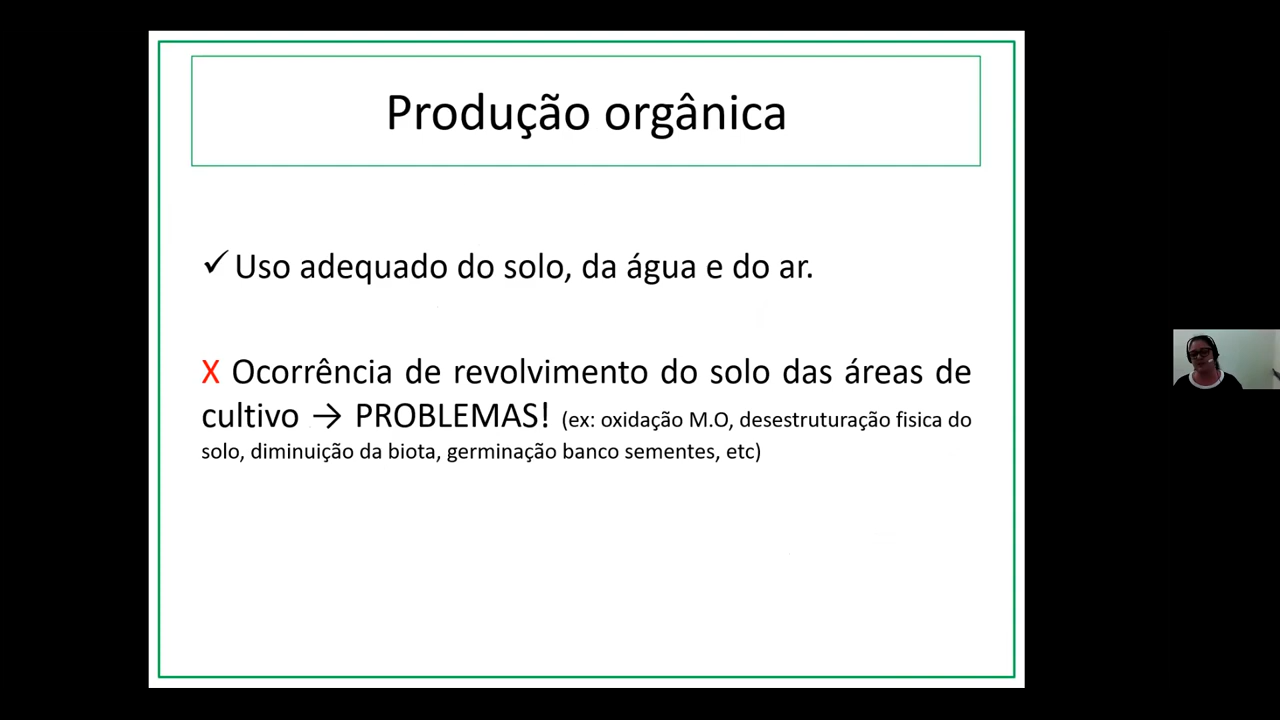 Produção orgânica
✓ Uso adequado do solo, da água e do ar.
X Ocorrência de revolvimento do solo das áreas de
cultivo → PROBLEMAS! (ex: oxidação M.O, desestruturação fisica do
solo, diminuição da biota, germinação banco sementes, etc)